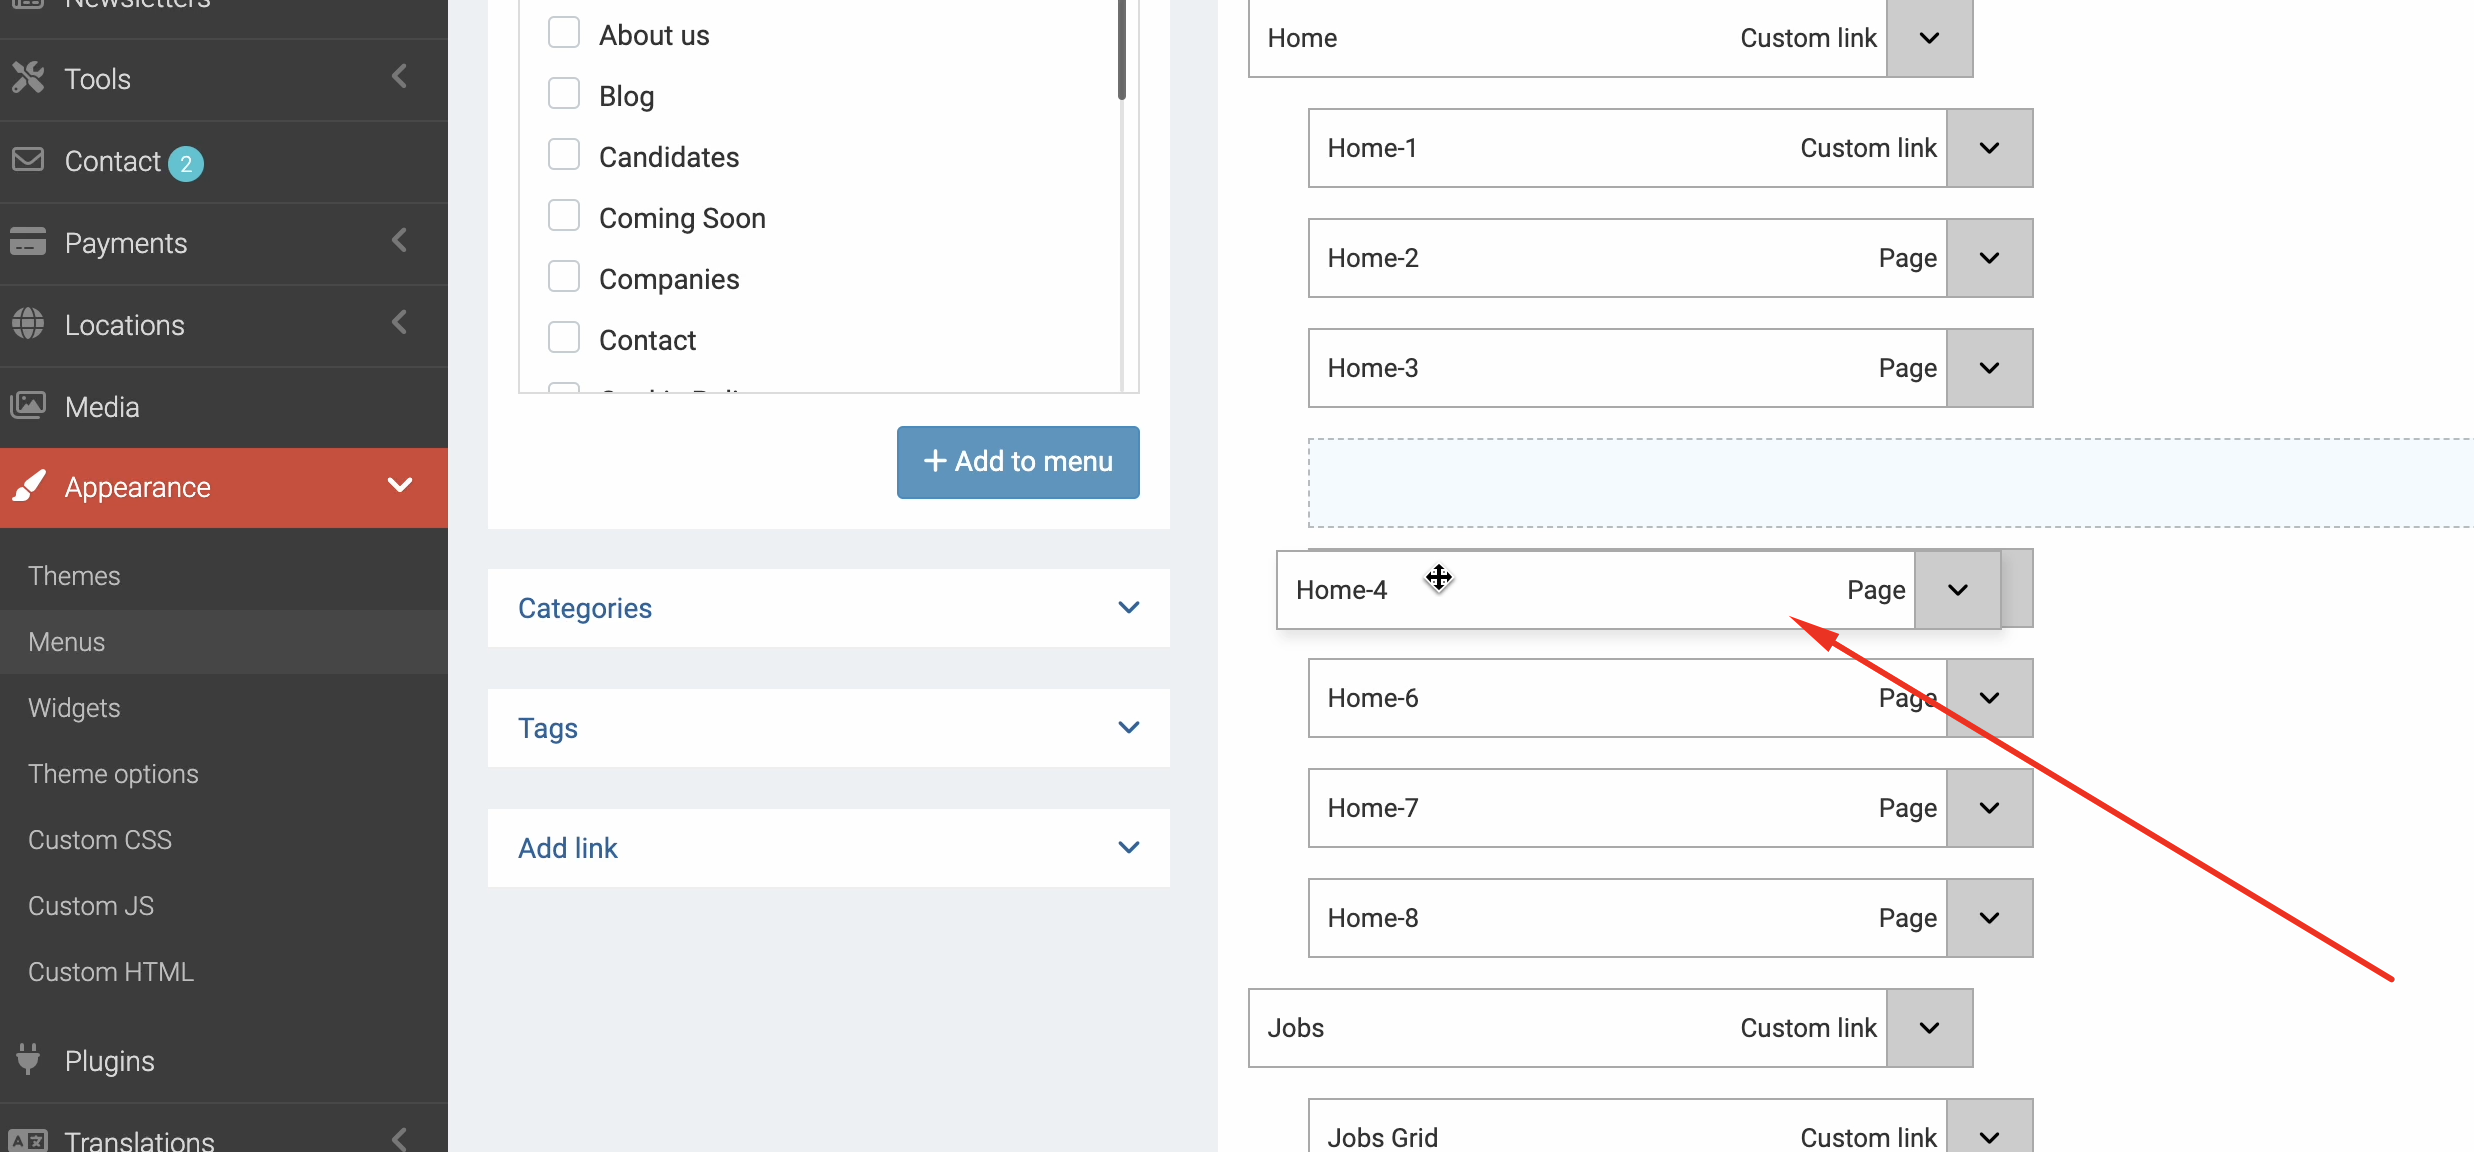 Newsletters
Tools
Contact 2
Payments
Locations
Media
Appearance
Themes
Menus
Widgets
Theme options
Custom CSS
Custom JS
Custom HTML
Plugins
Translations
About us
Blog
Candidates
Coming Soon
Companies
Contact
+ Add to menu
Categories
Tags
Add link
Home Custom link
Home-1 Custom link
Home-2 Page
Home-3 Page
Home-4 Page
Home-6 Page
Home-7 Page
Home-8 Page
Jobs Custom link
Jobs Grid Custom link